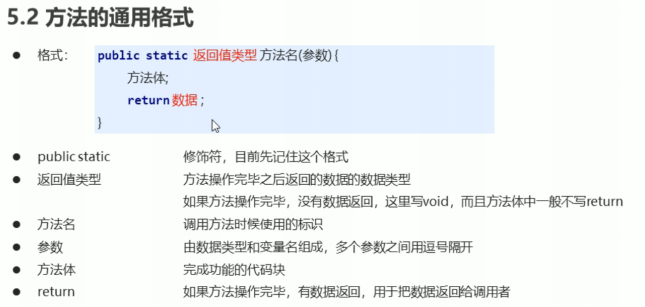 5.2 方法的通用格式
● 格式：
public static 返回值类型 方法名(参数) {
方法体;
return 数据 ;
}
● public static 修饰符，目前先记住这个格式
● 返回值类型 方法操作完毕之后返回的数据的数据类型
如果方法操作完毕，没有数据返回，这里写void，而且方法体中一般不写return
● 方法名 调用方法时候使用的标识
● 参数 由数据类型和变量名组成，多个参数之间用逗号隔开
● 方法体 完成功能的代码块
● return 如果方法操作完毕，有数据返回，用于把数据返回给调用者